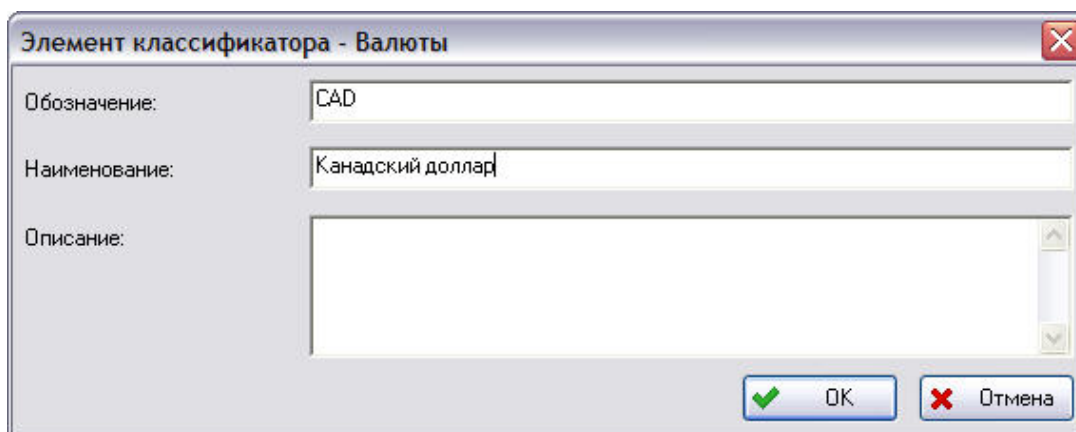 Элемент классификатора - Валюты
Обозначение: CAD
Наименование: Канадский доллар
Описание:
OK Отмена